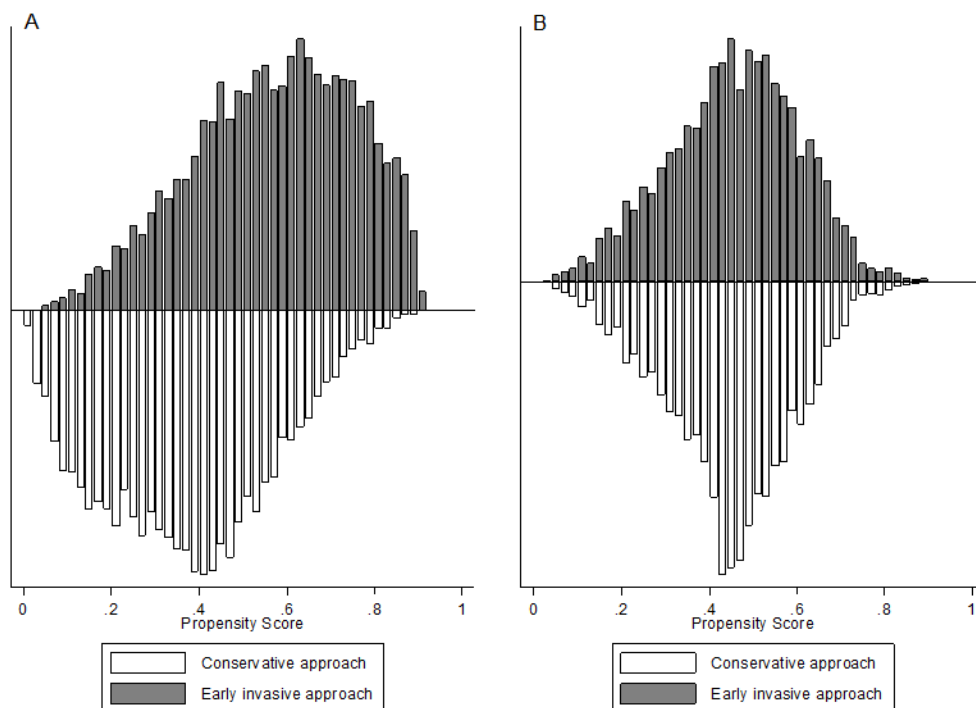 A
0 .2 .4 .6 .8 1
Propensity Score
Conservative approach
Early invasive approach
B
0 .2 .4 .6 .8 1
Propensity Score
Conservative approach
Early invasive approach